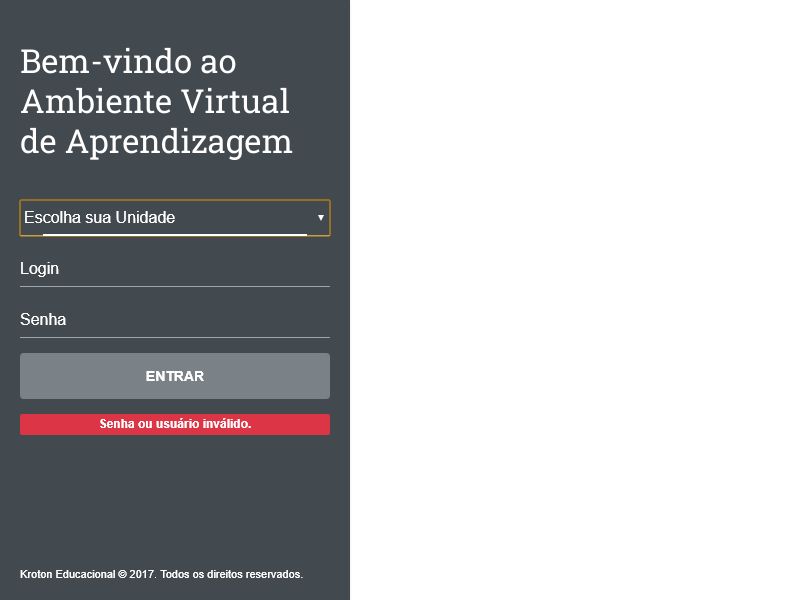 Bem-vindo ao
Ambiente Virtual
de Aprendizagem
Escolha sua Unidade
Login
Senha
ENTRAR
Senha ou usuário inválido.
Kroton Educacional © 2017. Todos os direitos reservados.